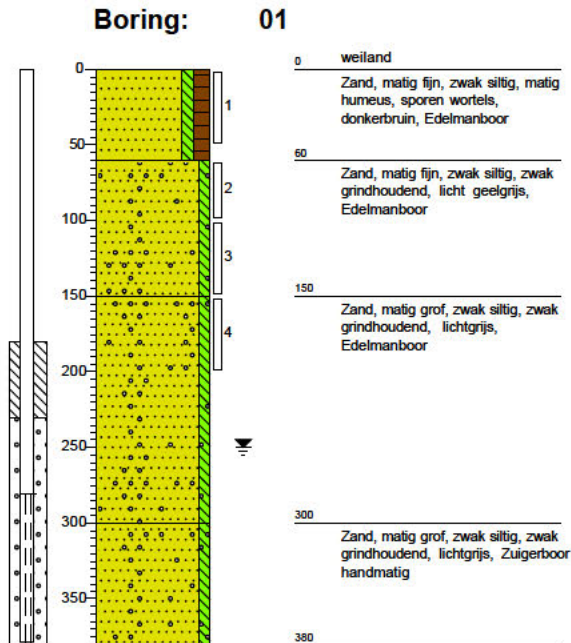 Boring: 01
0
50
100
150
200
250
300
350
1
2
3
4
0 weiland
Zand, matig fijn, zwak siltig, matig
humeus, sporen wortels,
donkerbruin, Edelmanboor
60
Zand, matig fijn, zwak siltig, zwak
grindhoudend, licht geelgrijs,
Edelmanboor
150
Zand, matig grof, zwak siltig, zwak
grindhoudend, lichtgrijs,
Edelmanboor
300
Zand, matig grof, zwak siltig, zwak
grindhoudend, lichtgrijs, Zuigerboor
handmatig
380